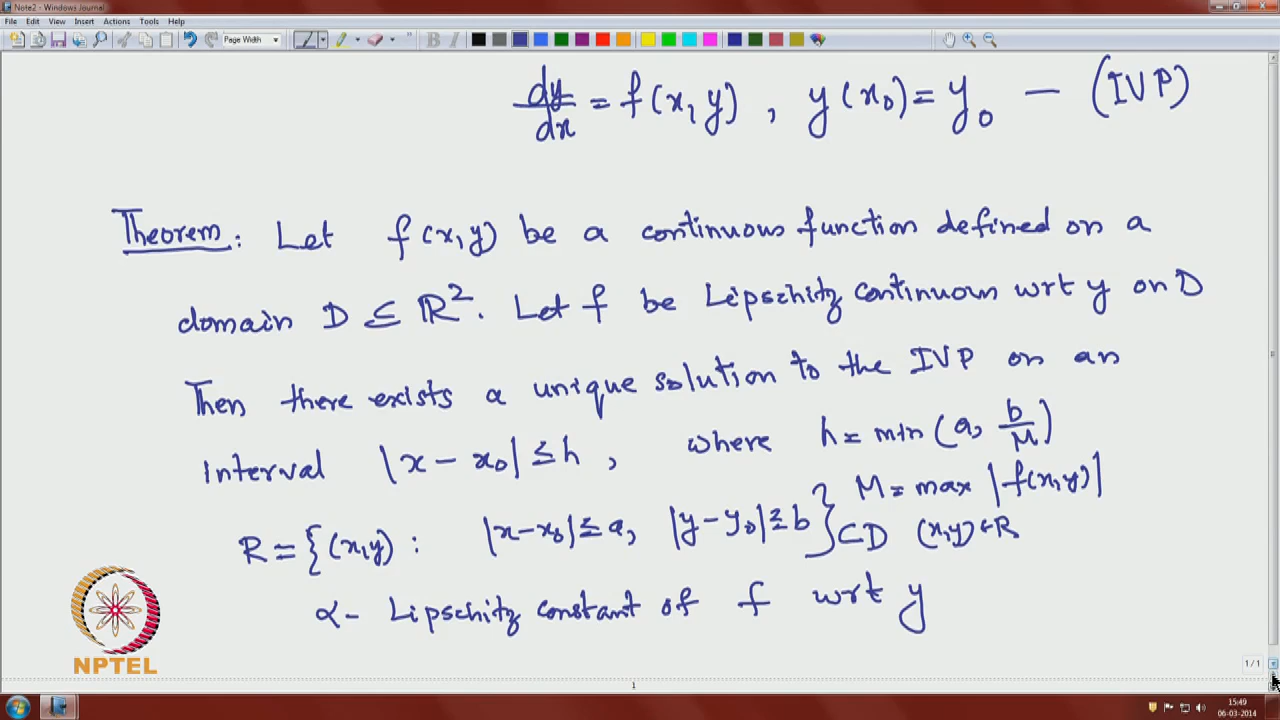 Note2 - Windows Journal
File Edit View Insert Actions Tools Help
Page Width
B I
dy/dx = f(x,y) , y(x₀) = y₀ — (IVP)
Theorem: Let f(x,y) be a continuous function defined on a
domain D ⊆ ℝ². Let f be Lipschitz continuous wrt y on D
Then there exists a unique solution to the IVP on an
interval |x - x₀| ≤ h , where h = min(a, b/M)
M = max |f(x,y)|
R = {(x,y) : |x-x₀| ≤ a, |y-y₀| ≤ b} ⊂ D (x,y)∈R
α - Lipschitz constant of f wrt y
NPTEL
1/1
1
15:49
06-03-2014